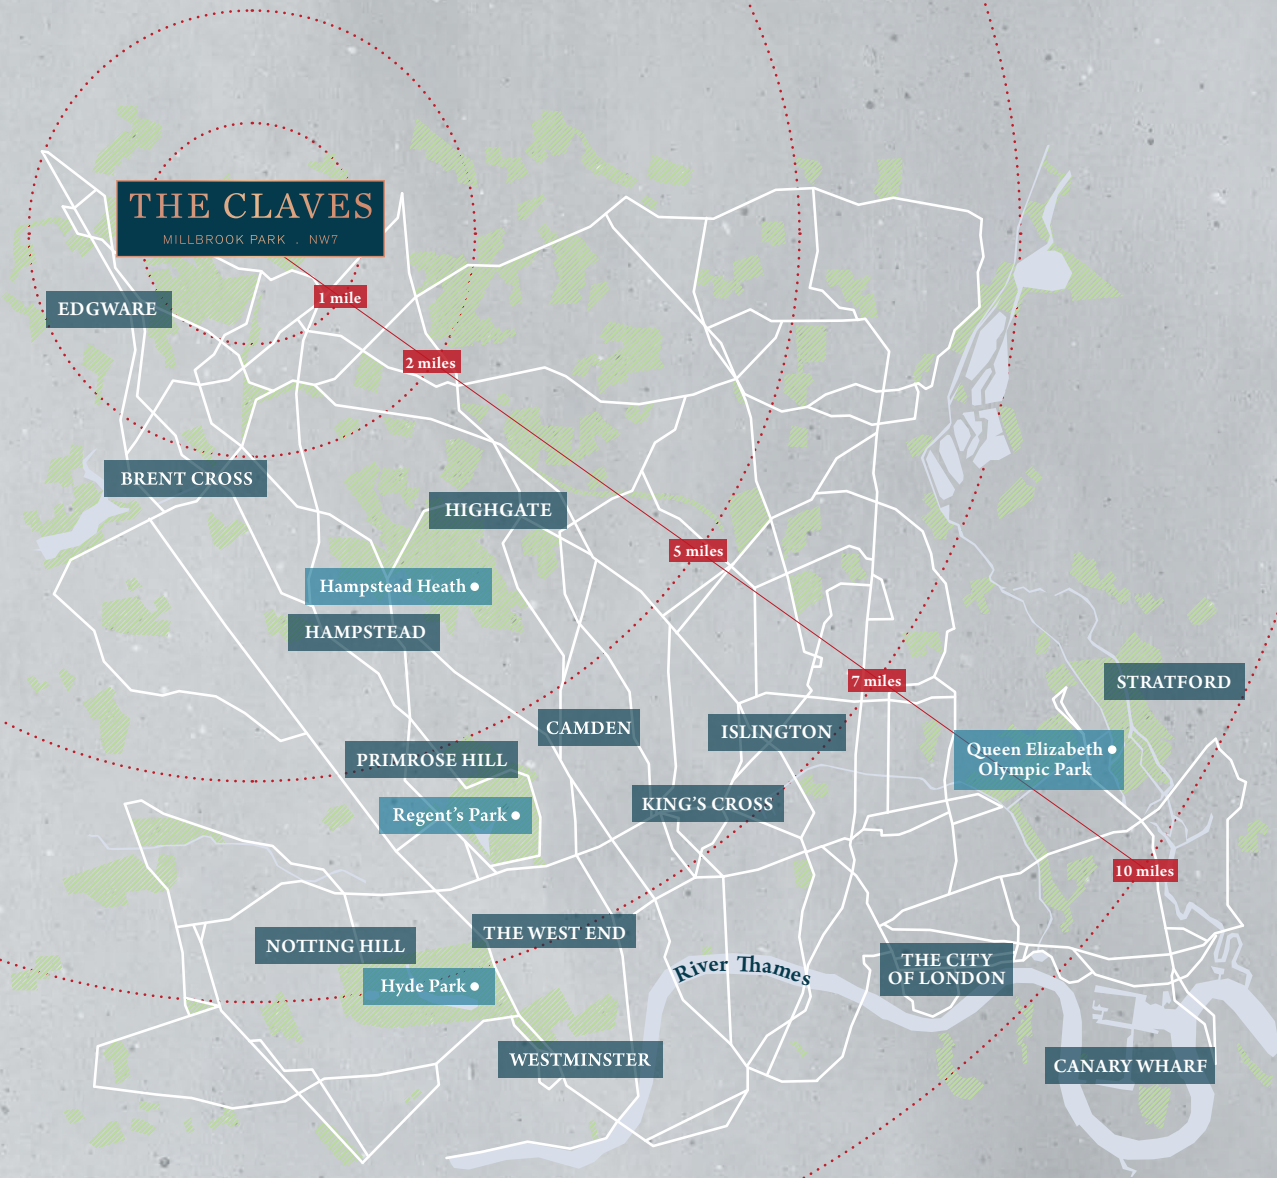 THE CLAVES
MILLBROOK PARK . NW7
1 mile
EDGWARE
2 miles
BRENT CROSS
HIGHGATE
5 miles
Hampstead Heath
HAMPSTEAD
7 miles
STRATFORD
CAMDEN
ISLINGTON
PRIMROSE HILL
Queen Elizabeth
Olympic Park
KING'S CROSS
Regent's Park
10 miles
THE WEST END
NOTTING HILL
River Thames
THE CITY
OF LONDON
Hyde Park
WESTMINSTER
CANARY WHARF